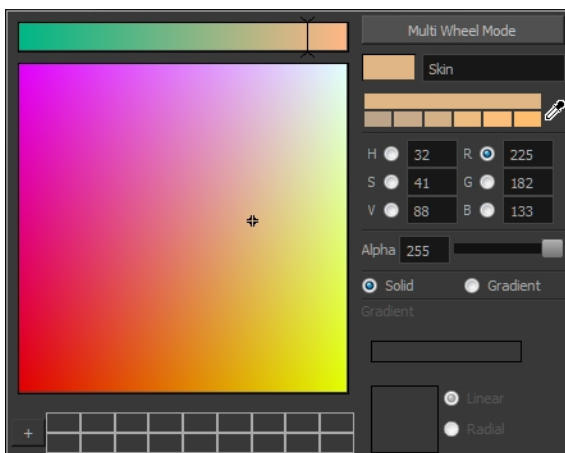 Multi Wheel Mode
Skin
H 32 R 225
S 41 G 182
V 88 B 133
Alpha 255
Solid Gradient
Gradient
Linear
+
Radial